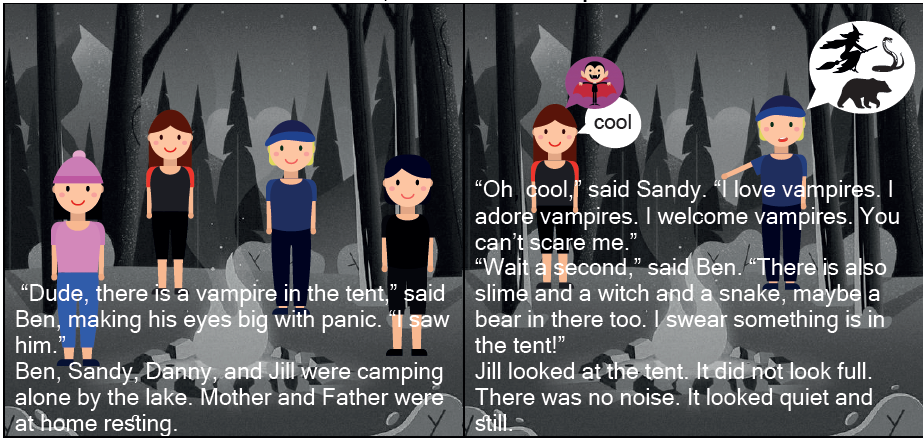 “Dude, there is a vampire in the tent,” said
Ben, making his eyes big with panic. “I saw
him.”
Ben, Sandy, Danny, and Jill were camping
alone by the lake. Mother and Father were
at home resting.
cool
“Oh cool,” said Sandy. “I love vampires. I
adore vampires. I welcome vampires. You
can’t scare me.”
“Wait a second,” said Ben. “There is also
slime and a witch and a snake, maybe a
bear in there too. I swear something is in
the tent!”
Jill looked at the tent. It did not look full.
There was no noise. It looked quiet and
still.